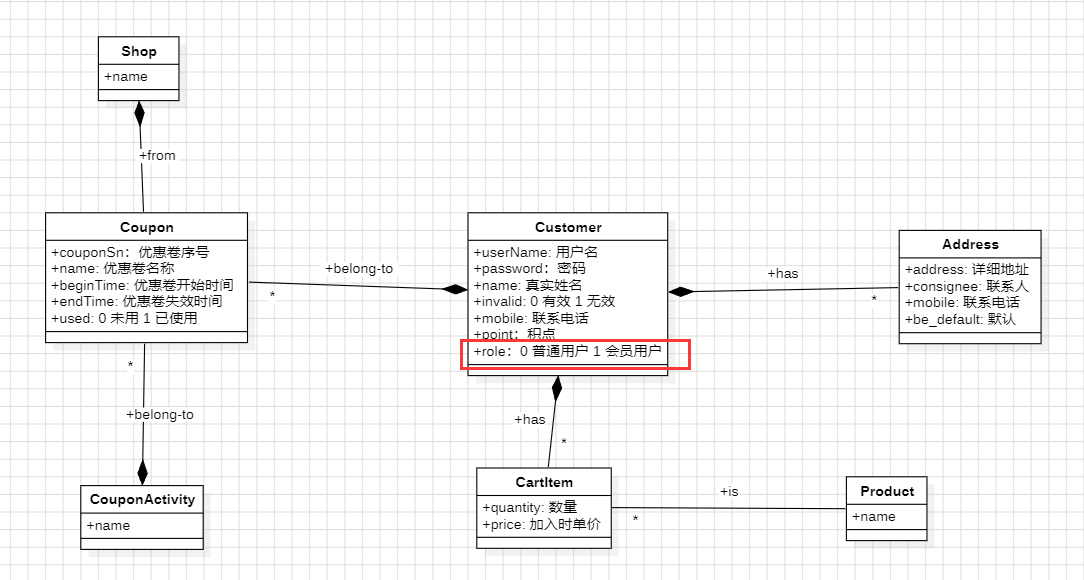 Shop
+name
+from
Coupon
+couponSn：优惠卷序号
+name: 优惠卷名称
+beginTime: 优惠卷开始时间
+endTime: 优惠卷失效时间
+used: 0 未用 1 已使用
*
+belong-to
*
+belong-to
CouponActivity
+name
Customer
+userName: 用户名
+password：密码
+name: 真实姓名
+invalid: 0 有效 1 无效
+mobile: 联系电话
+point：积点
+role：0 普通用户 1 会员用户
+has
*
Address
+address: 详细地址
+consignee: 联系人
+mobile: 联系电话
+be_default: 默认
+has
*
CartItem
+quantity: 数量
+price: 加入时单价
+is
*
Product
+name